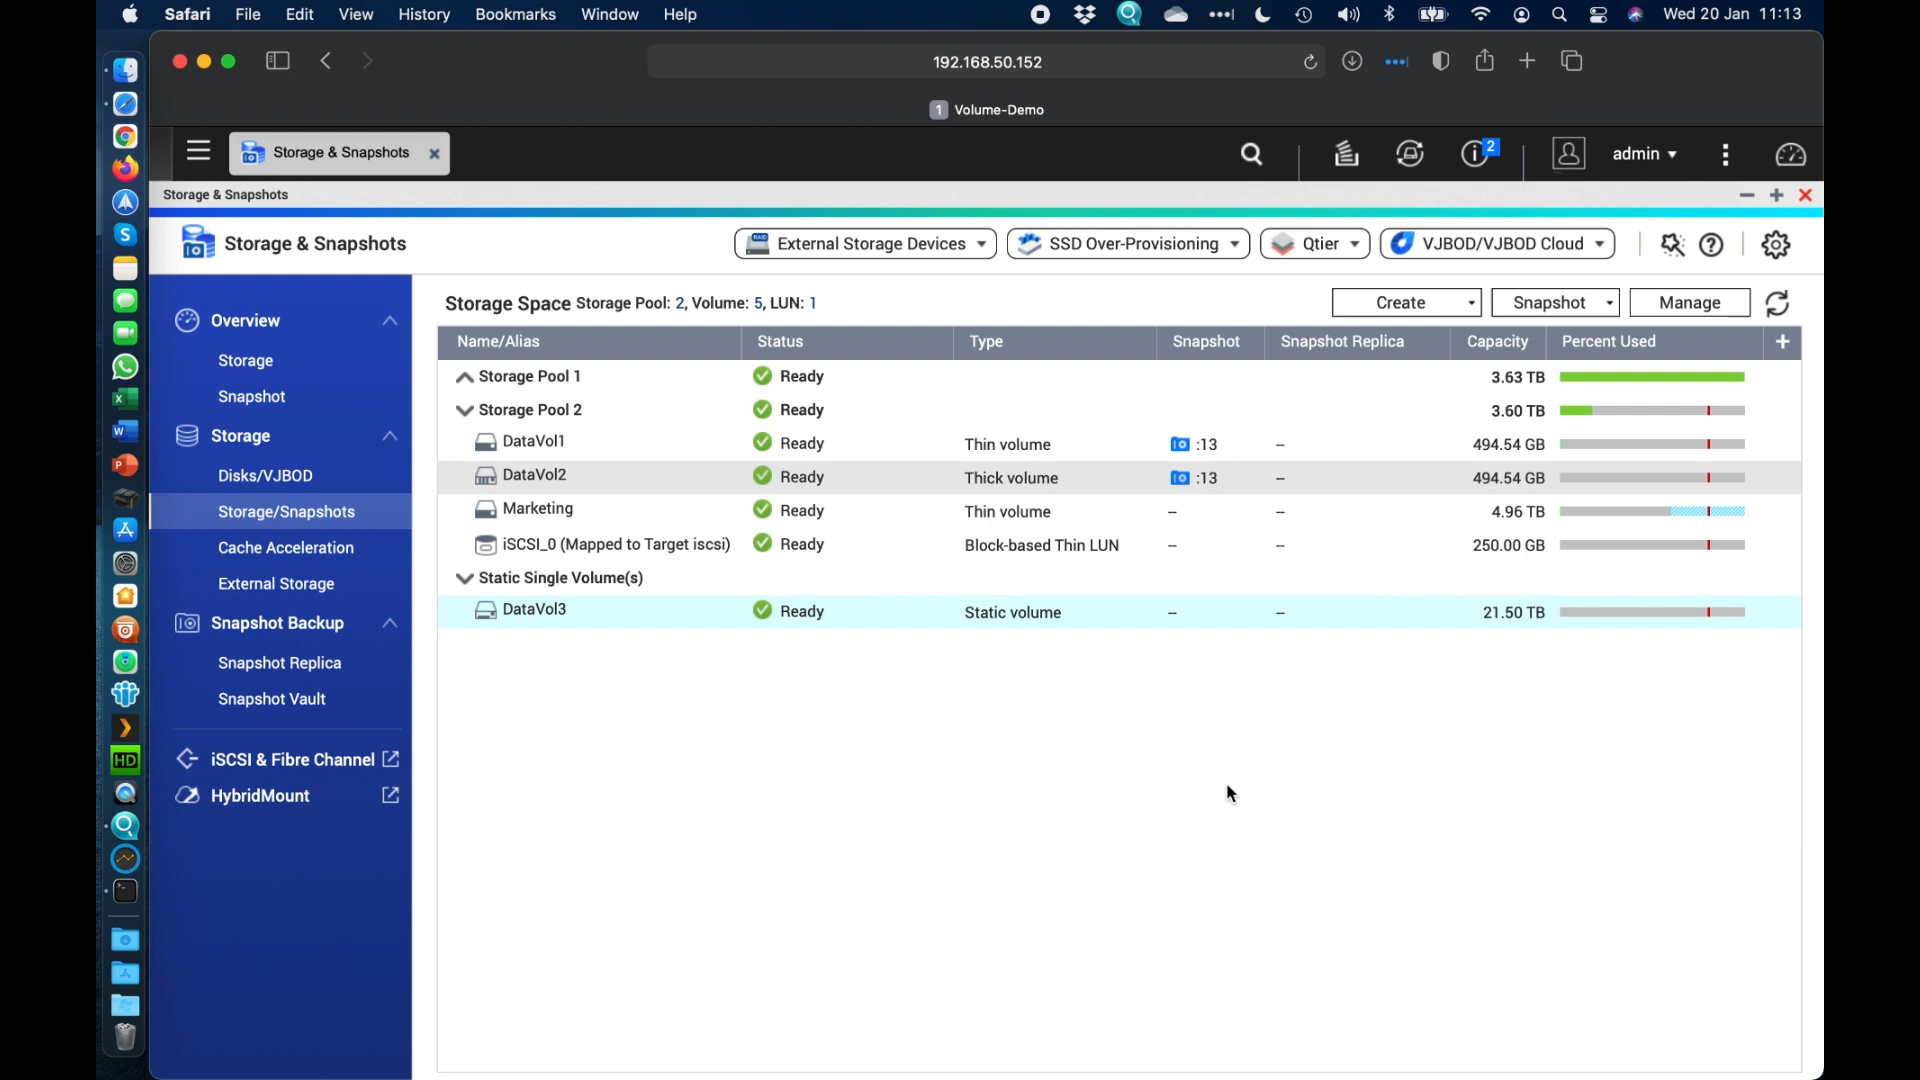 Safari File Edit View History Bookmarks Window Help Wed 20 Jan 11:13
192.168.50.152
1 Volume-Demo
Storage & Snapshots 2 admin
Storage & Snapshots
Storage & Snapshots External Storage Devices SSD Over-Provisioning Qtier VJBOD/VJBOD Cloud
Overview
Storage
Snapshot
Storage
Disks/VJBOD
Storage/Snapshots
Cache Acceleration
External Storage
Snapshot Backup
Snapshot Replica
Snapshot Vault
iSCSI & Fibre Channel
HybridMount
Storage Space Storage Pool: 2, Volume: 5, LUN: 1 Create Snapshot Manage
Name/Alias Status Type Snapshot Snapshot Replica Capacity Percent Used +
Storage Pool 1 Ready 3.63 TB
Storage Pool 2 Ready 3.60 TB
DataVol1 Ready Thin volume :13 -- 494.54 GB
DataVol2 Ready Thick volume :13 -- 494.54 GB
Marketing Ready Thin volume -- -- 4.96 TB
iSCSI_0 (Mapped to Target iscsi) Ready Block-based Thin LUN -- -- 250.00 GB
Static Single Volume(s)
DataVol3 Ready Static volume -- -- 21.50 TB
HD